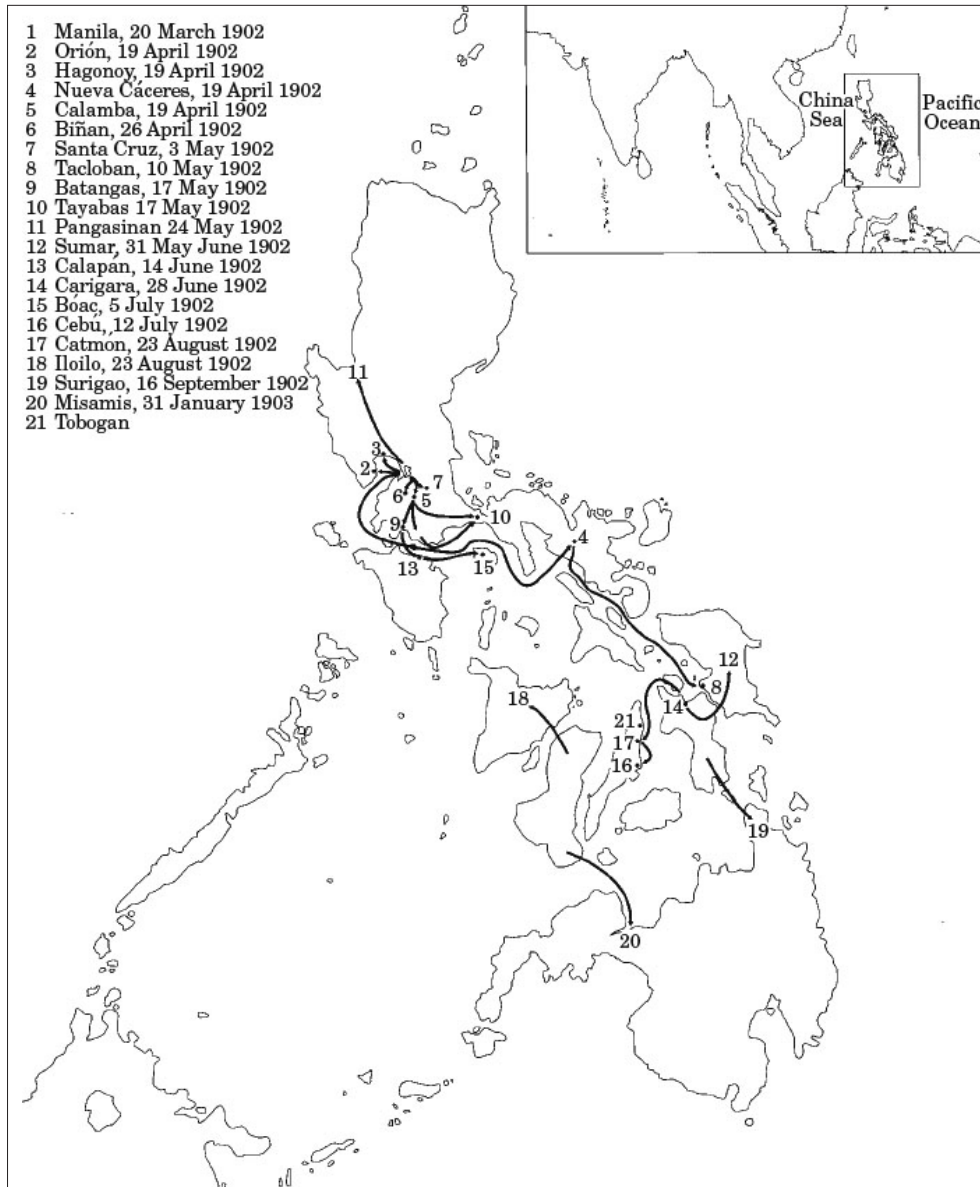 1 Manila, 20 March 1902
2 Orión, 19 April 1902
3 Hagonoy, 19 April 1902
4 Nueva Cáceres, 19 April 1902
5 Calamba, 19 April 1902
6 Biñan, 26 April 1902
7 Santa Cruz, 3 May 1902
8 Tacloban, 10 May 1902
9 Batangas, 17 May 1902
10 Tayabas 17 May 1902
11 Pangasinan 24 May 1902
12 Sumar, 31 May June 1902
13 Calapán, 14 June 1902
14 Carigara, 28 June 1902
15 Bóac, 5 July 1902
16 Cebú, 12 July 1902
17 Catmón, 23 August 1902
18 Iloilo, 23 August 1902
19 Surigao, 16 September 1902
20 Misamis, 31 January 1903
21 Tobogan
China
Sea
Pacific
Ocean
11
3
2
7
6
5
10
9
4
13
15
12
8
18
14
21
17
16
19
20